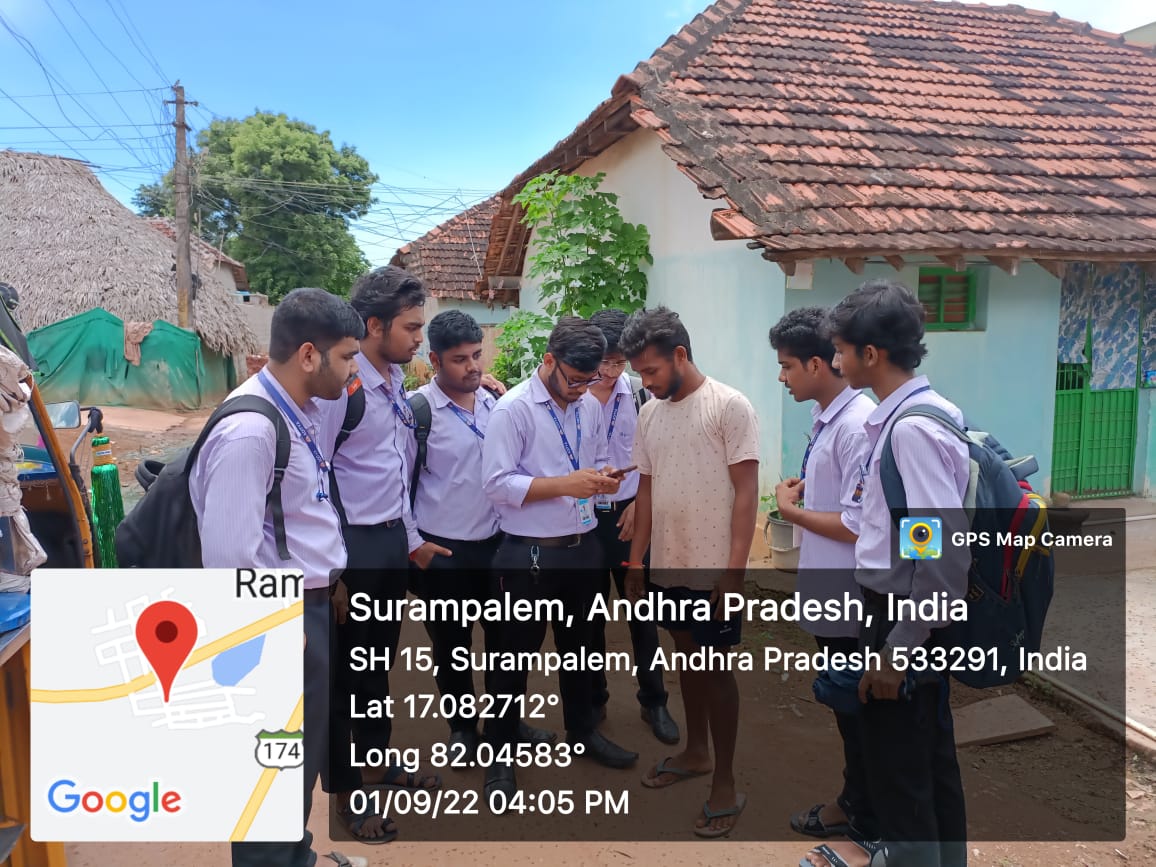 GPS Map Camera
Surampalem, Andhra Pradesh, India
SH 15, Surampalem, Andhra Pradesh 533291, India
Lat 17.082712°
Long 82.04583°
01/09/22 04:05 PM
Ram
174
Google